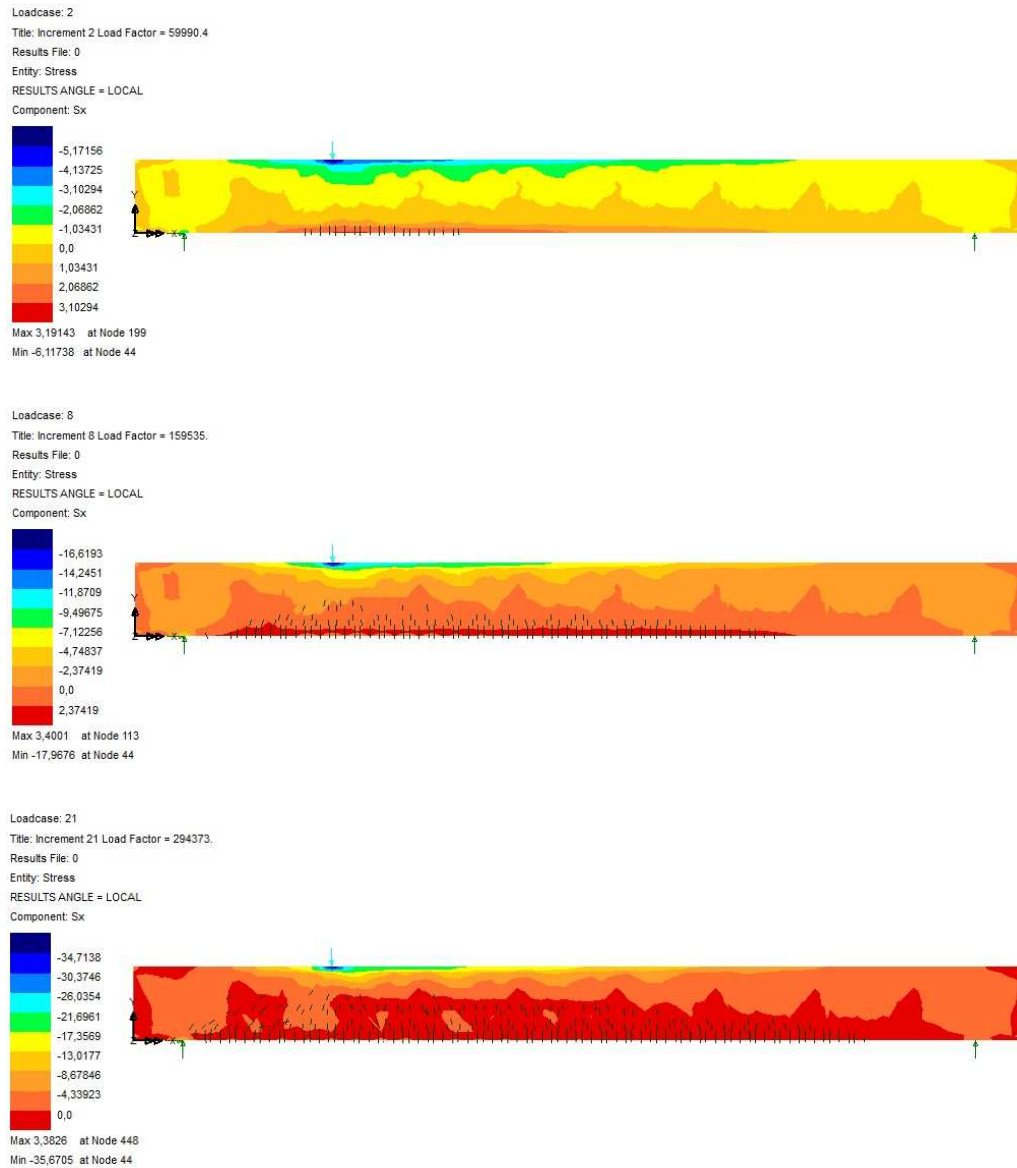 Loadcase: 2
Title: Increment 2 Load Factor = 59990.4
Results File: 0
Entity: Stress
RESULTS ANGLE = LOCAL
Component: Sx
-5,17156
-4,13725
-3,10294
-2,06862
-1,03431
0,0
1,03431
2,06862
3,10294
Y
Z
X
Max 3,19143 at Node 199
Min -6,11738 at Node 44
Loadcase: 8
Title: Increment 8 Load Factor = 159535.
Results File: 0
Entity: Stress
RESULTS ANGLE = LOCAL
Component: Sx
-16,6193
-14,2451
-11,8709
-9,49675
-7,12256
-4,74837
-2,37419
0,0
2,37419
Y
Z
X
Max 3,4001 at Node 113
Min -17,9676 at Node 44
Loadcase: 21
Title: Increment 21 Load Factor = 294373.
Results File: 0
Entity: Stress
RESULTS ANGLE = LOCAL
Component: Sx
-34,7138
-30,3746
-26,0354
-21,6961
-17,3569
-13,0177
-8,67846
-4,33923
0,0
Y
Z
X
Max 3,3826 at Node 448
Min -35,6705 at Node 44